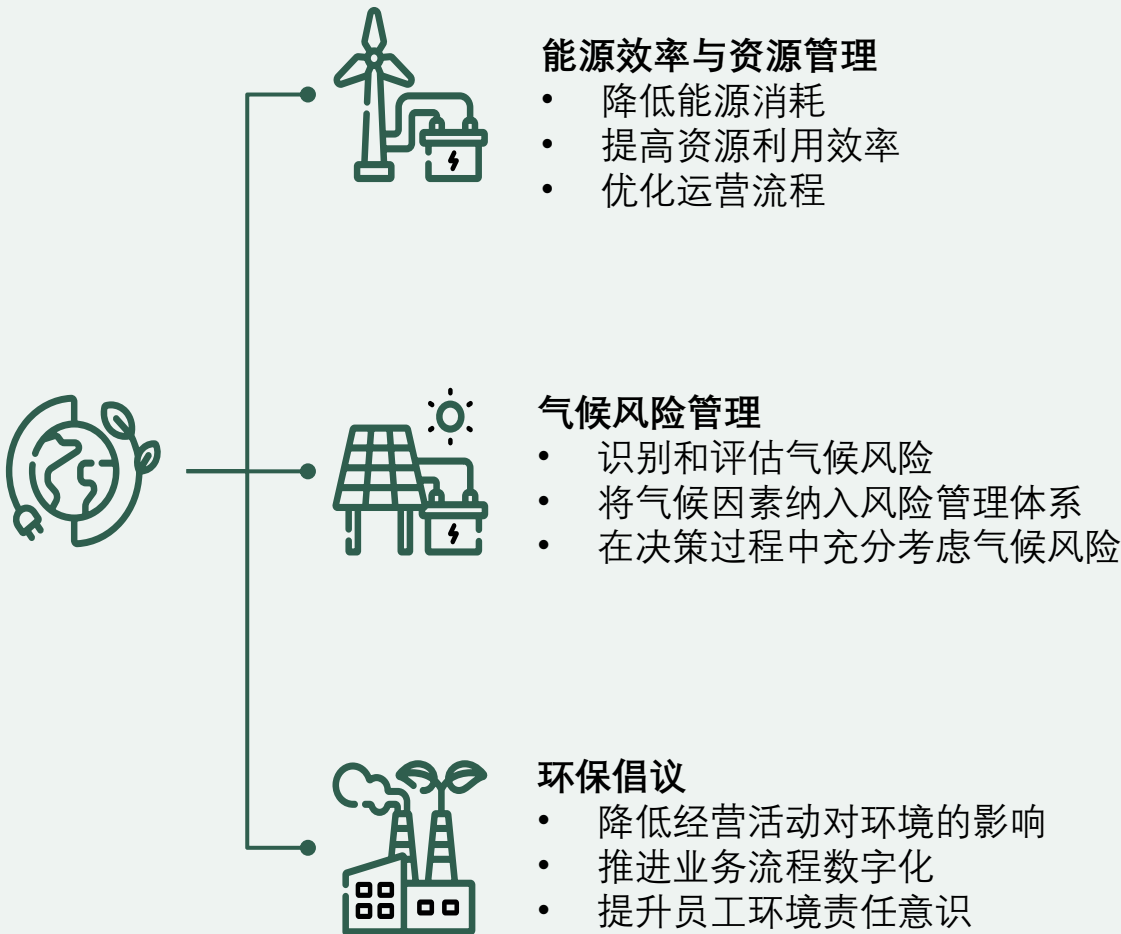 能源效率与资源管理
• 降低能源消耗
• 提高资源利用效率
• 优化运营流程
气候风险管理
• 识别和评估气候风险
• 将气候因素纳入风险管理体系
• 在决策过程中充分考虑气候风险
环保倡议
• 降低经营活动对环境的影响
• 推进业务流程数字化
• 提升员工环境责任意识